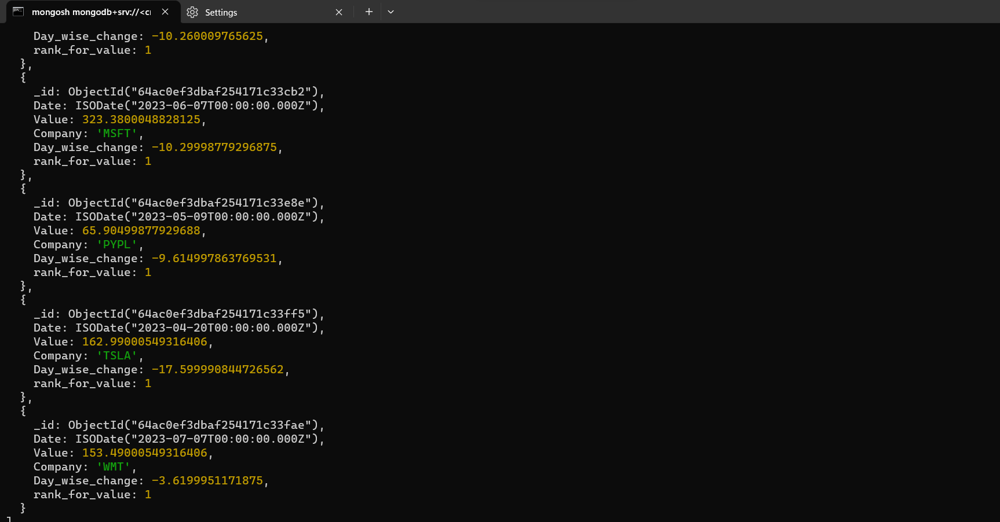 mongosh mongodb+srv://<cr
Settings
Day_wise_change: -10.260009765625,
rank_for_value: 1
},
{
_id: ObjectId("64ac0ef3dbaf254171c33cb2"),
Date: ISODate("2023-06-07T00:00:00.000Z"),
Value: 323.3800048828125,
Company: 'MSFT',
Day_wise_change: -10.29998779296875,
rank_for_value: 1
},
{
_id: ObjectId("64ac0ef3dbaf254171c33e8e"),
Date: ISODate("2023-05-09T00:00:00.000Z"),
Value: 65.90499877929688,
Company: 'PYPL',
Day_wise_change: -9.614997863769531,
rank_for_value: 1
},
{
_id: ObjectId("64ac0ef3dbaf254171c33ff5"),
Date: ISODate("2023-04-20T00:00:00.000Z"),
Value: 162.99000549316406,
Company: 'TSLA',
Day_wise_change: -17.599990844726562,
rank_for_value: 1
},
{
_id: ObjectId("64ac0ef3dbaf254171c33fae"),
Date: ISODate("2023-07-07T00:00:00.000Z"),
Value: 153.49000549316406,
Company: 'WMT',
Day_wise_change: -3.6199951171875,
rank_for_value: 1
}
]